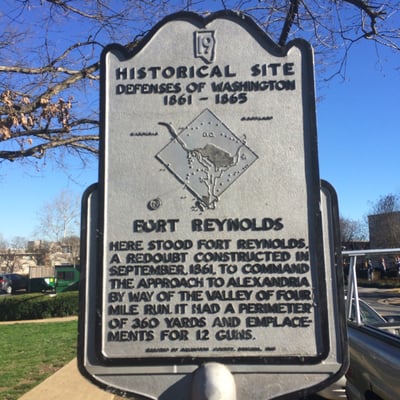 19
HISTORICAL SITE
DEFENSES OF WASHINGTON
1861 - 1865
MARYLAND
D.C.
FORT REYNOLDS
HERE STOOD FORT REYNOLDS,
A REDOUBT CONSTRUCTED IN
SEPTEMBER, 1861, TO COMMAND
THE APPROACH TO ALEXANDRIA
BY WAY OF THE VALLEY OF FOUR
MILE RUN. IT HAD A PERIMETER
OF 360 YARDS AND EMPLACE-
MENTS FOR 12 GUNS.